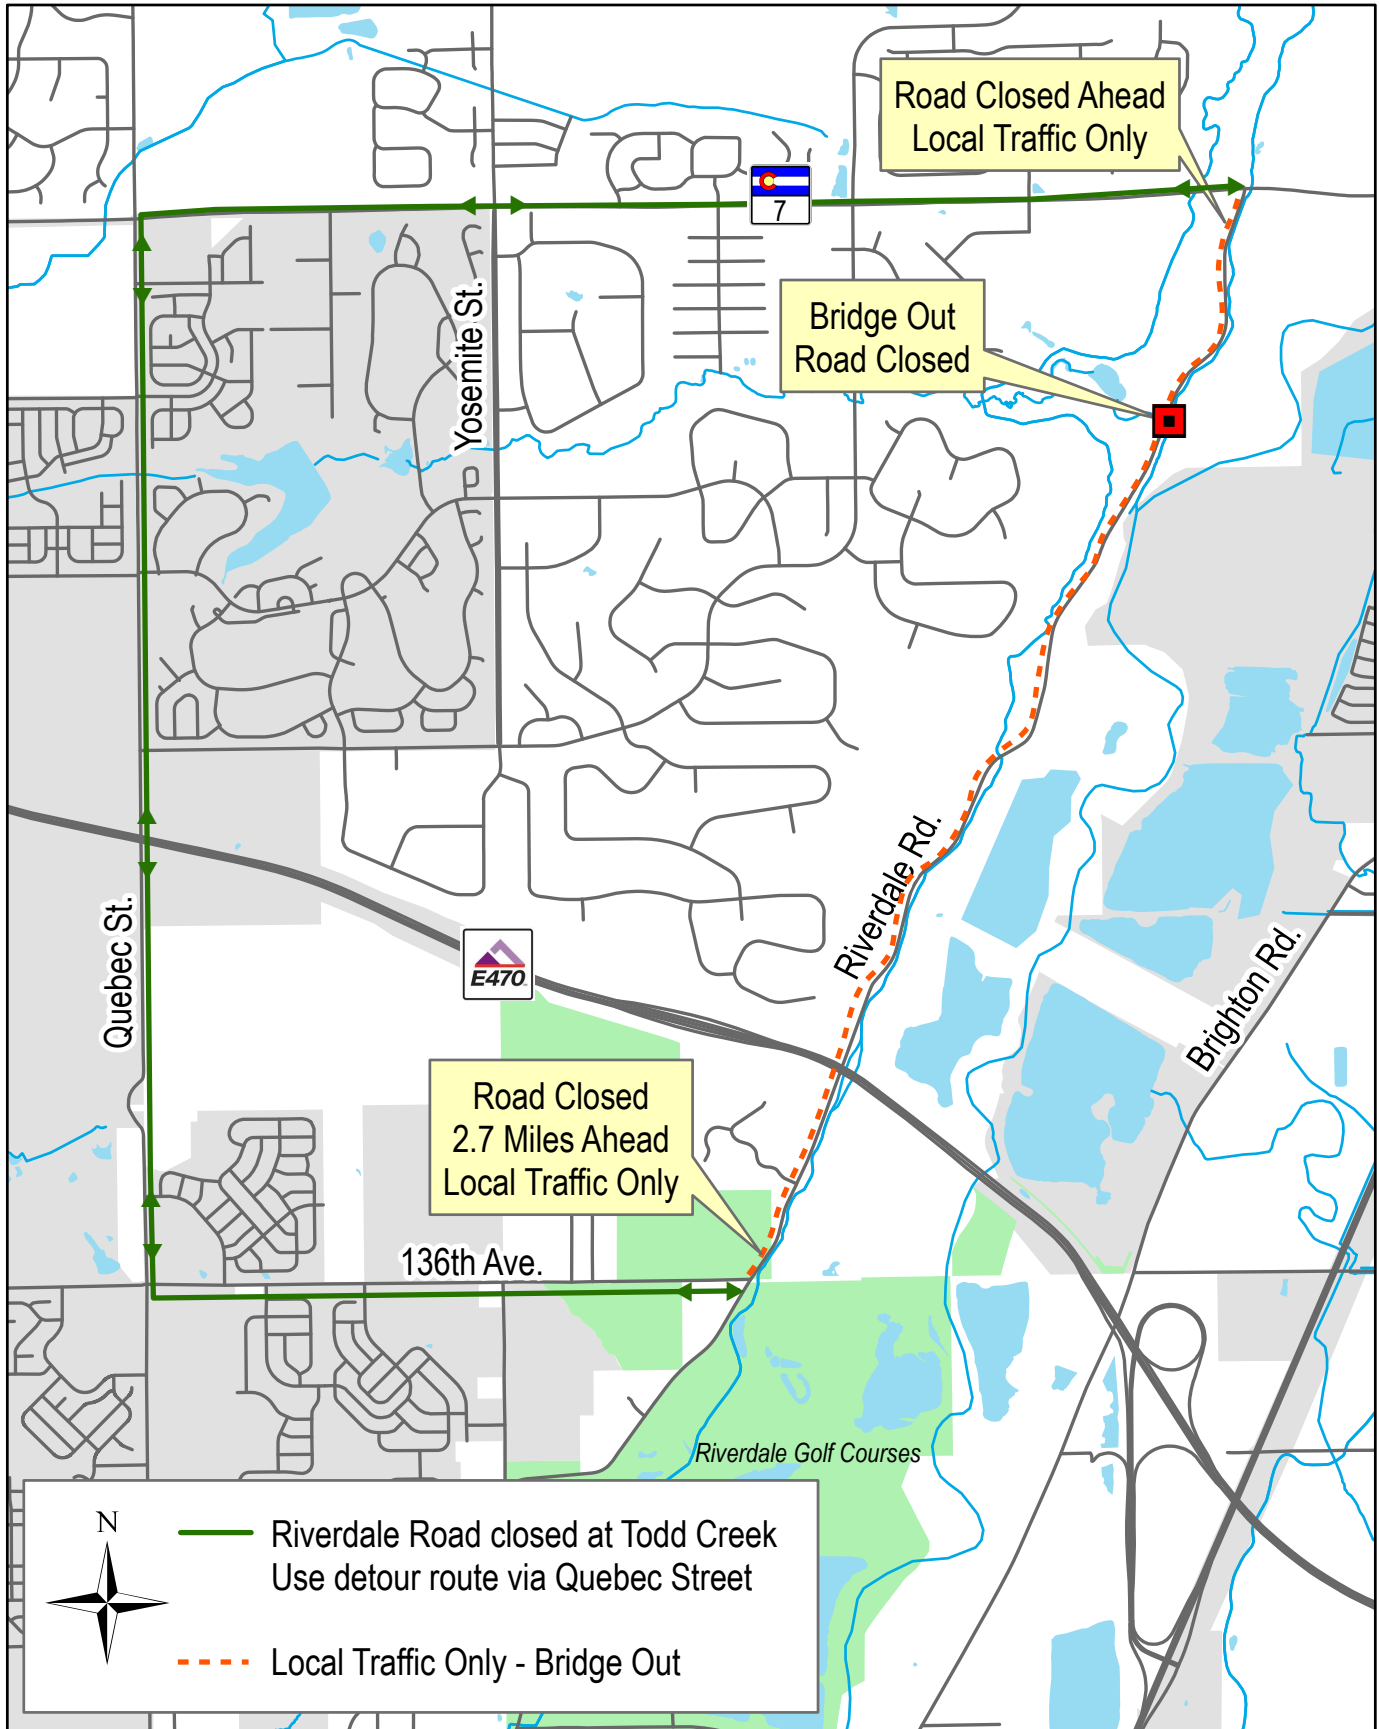 Road Closed Ahead
Local Traffic Only
7
Bridge Out
Road Closed
Yosemite St.
Riverdale Rd.
Quebec St.
E470
Brighton Rd.
Road Closed
2.7 Miles Ahead
Local Traffic Only
136th Ave.
Riverdale Golf Courses
N
Riverdale Road closed at Todd Creek
Use detour route via Quebec Street
Local Traffic Only - Bridge Out